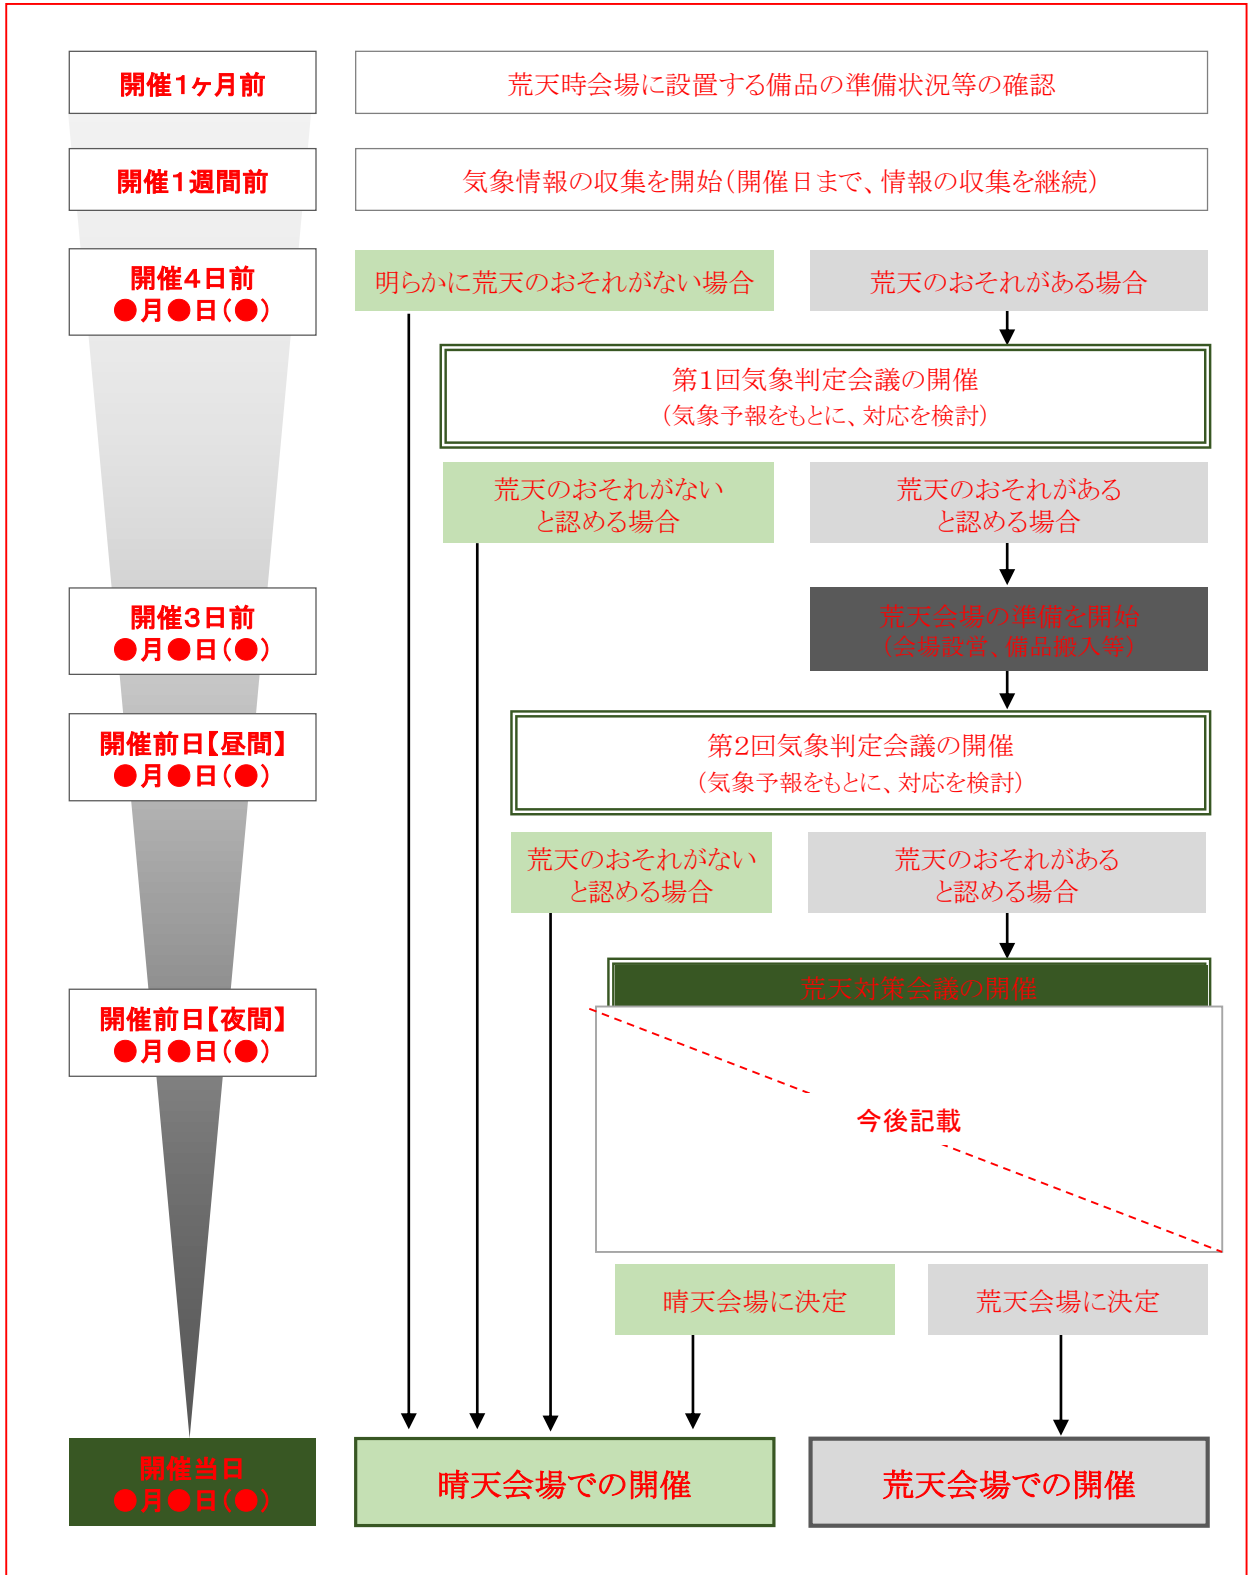 開催1ヶ月前
荒天時会場に設置する備品の準備状況等の確認
開催1週間前
気象情報の収集を開始(開催日まで、情報の収集を継続)
開催4日前
●月●日(●)
明らかに荒天のおそれがない場合
荒天のおそれがある場合
第1回気象判定会議の開催
(気象予報をもとに、対応を検討)
荒天のおそれがない
と認める場合
荒天のおそれがある
と認める場合
開催3日前
●月●日(●)
荒天会場の準備を開始
(会場設営、備品搬入等)
開催前日【昼間】
●月●日(●)
第2回気象判定会議の開催
(気象予報をもとに、対応を検討)
荒天のおそれがない
と認める場合
荒天のおそれがある
と認める場合
荒天対策会議の開催
開催前日【夜間】
●月●日(●)
今後記載
晴天会場に決定
荒天会場に決定
開催当日
●月●日(●)
晴天会場での開催
荒天会場での開催